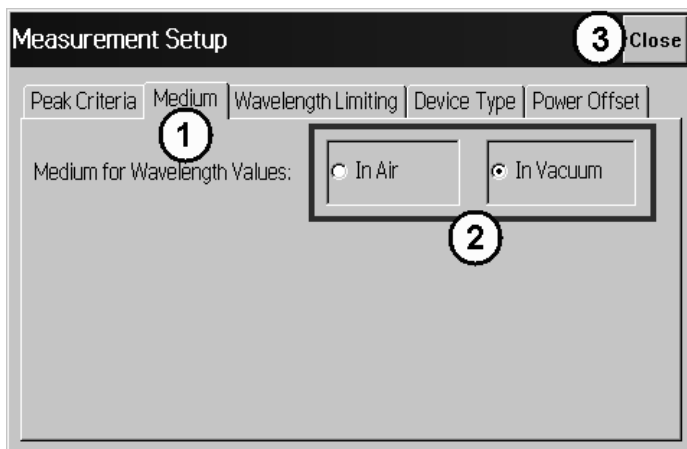 Measurement Setup
3
Close
Peak Criteria
Medium
Wavelength Limiting
Device Type
Power Offset
1
Medium for Wavelength Values:
In Air
In Vacuum
2